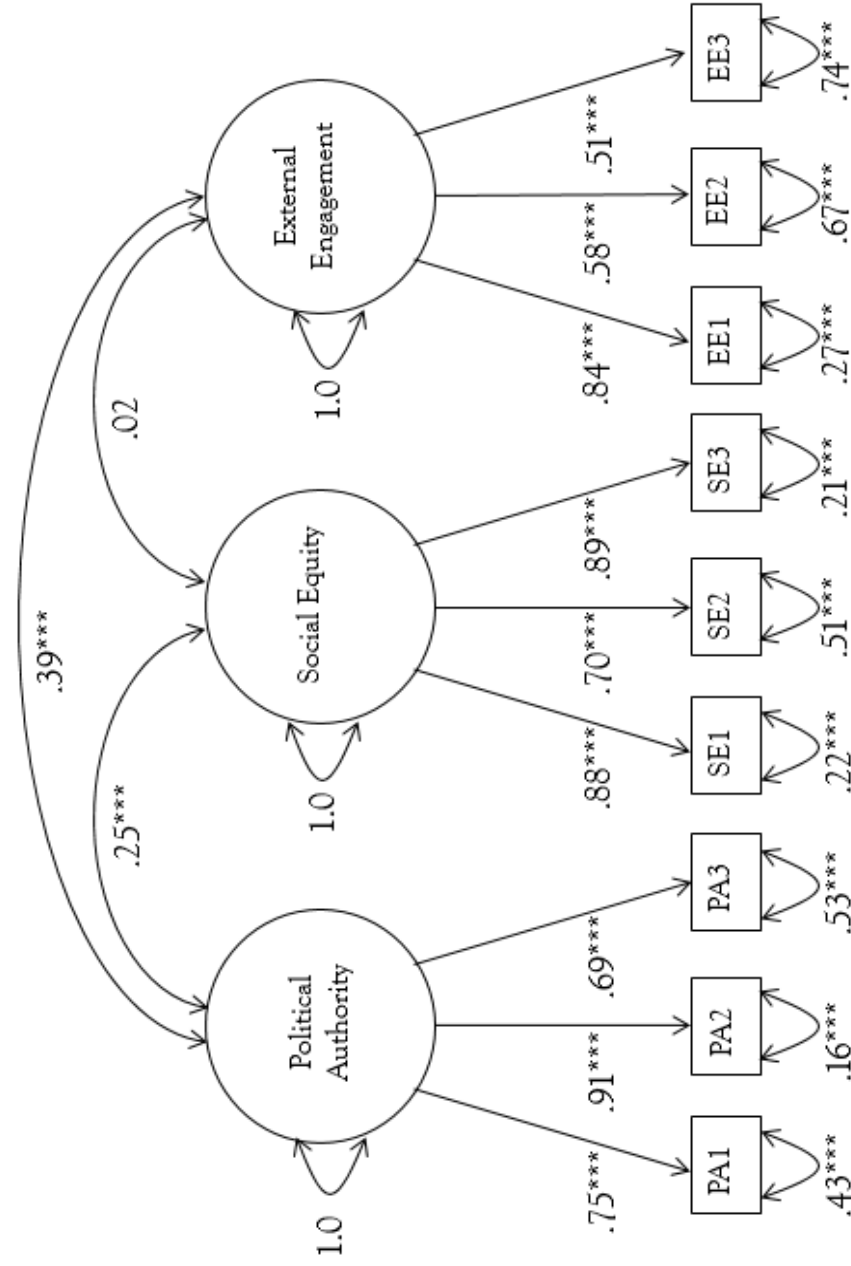 .39***
.25***
.02
Political
Authority
Social Equity
External
Engagement
1.0
1.0
1.0
.75***
.91***
.69***
.88***
.70***
.89***
.84***
.58***
.51***
PA1
PA2
PA3
SE1
SE2
SE3
EE1
EE2
EE3
.43***
.16***
.53***
.22***
.51***
.21***
.27***
.67***
.74***